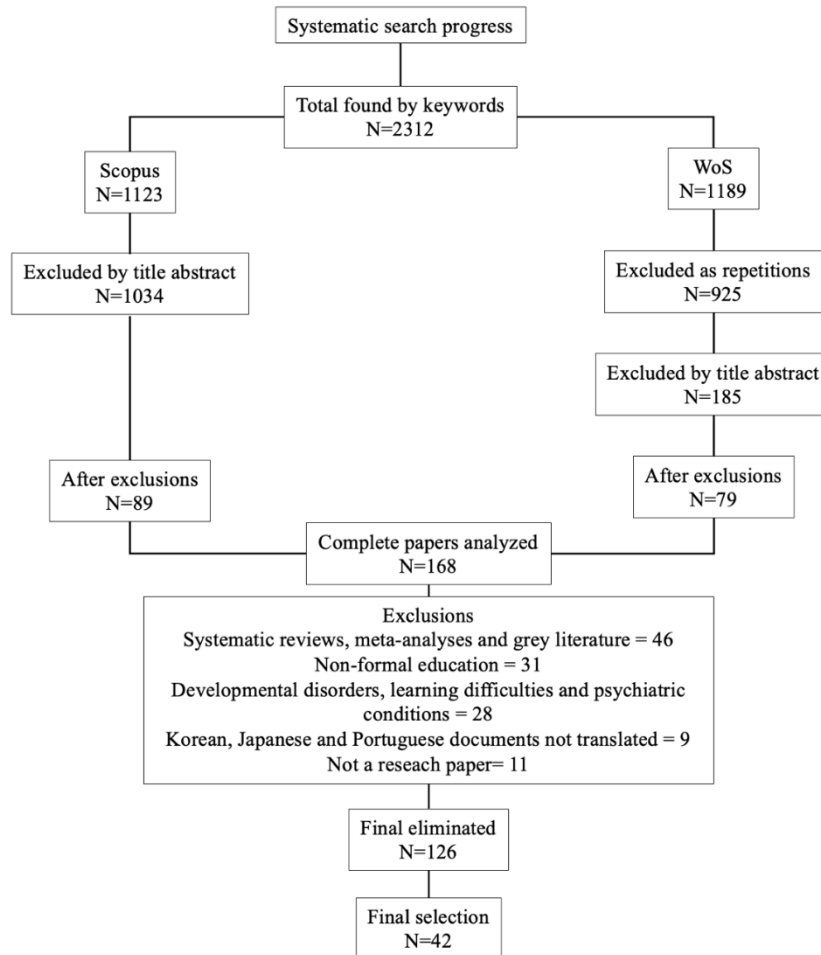 Systematic search progress
Total found by keywords
N=2312
Scopus
N=1123
WoS
N=1189
Excluded by title abstract
N=1034
Excluded as repetitions
N=925
Excluded by title abstract
N=185
After exclusions
N=89
After exclusions
N=79
Complete papers analyzed
N=168
Exclusions
Systematic reviews, meta-analyses and grey literature = 46
Non-formal education = 31
Developmental disorders, learning difficulties and psychiatric
conditions = 28
Korean, Japanese and Portuguese documents not translated = 9
Not a reseach paper= 11
Final eliminated
N=126
Final selection
N=42